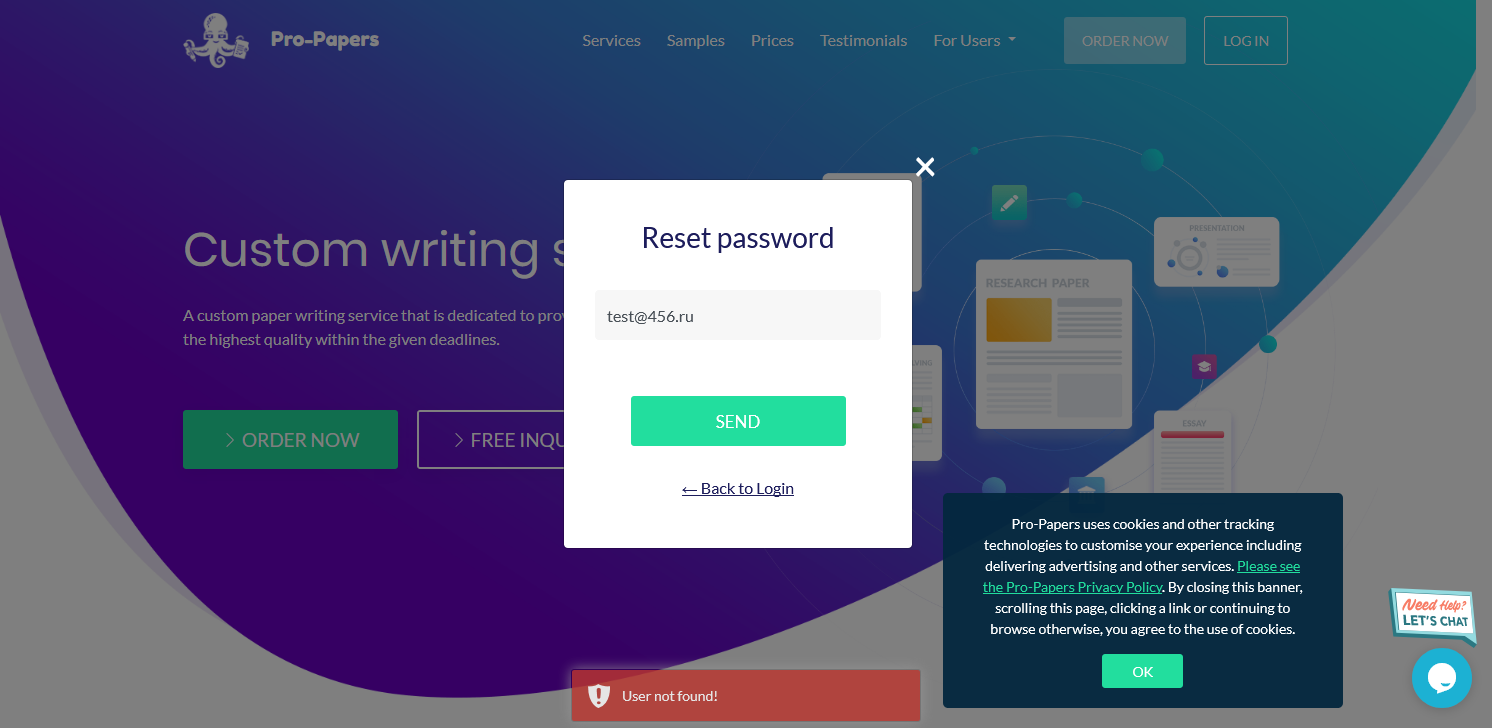 Pro-Papers
Services
Samples
Prices
Testimonials
For Users
ORDER NOW
LOG IN
Custom writing s
A custom paper writing service that is dedicated to prov
the highest quality within the given deadlines.
ORDER NOW
FREE INQU
Reset password
test@456.ru
SEND
← Back to Login
PRESENTATION
RESEARCH PAPER
ESSAY
Pro-Papers uses cookies and other tracking
technologies to customise your experience including
delivering advertising and other services. Please see
the Pro-Papers Privacy Policy. By closing this banner,
scrolling this page, clicking a link or continuing to
browse otherwise, you agree to the use of cookies.
OK
Need Help?
LET'S CHAT
User not found!